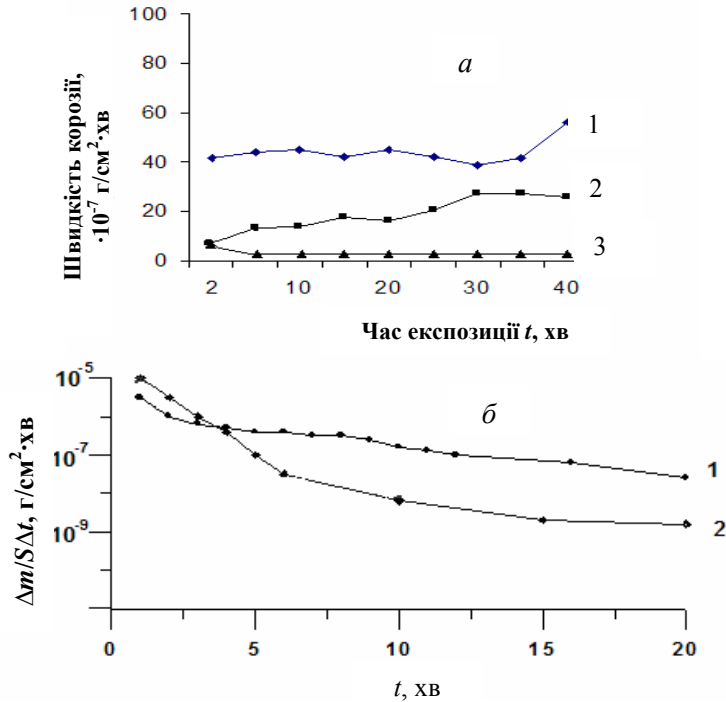 100
а
80
60
40
20
0
1
2
3
Швидкість корозії,
·10⁻⁷ г/см²·хв
2 10 20 30 40
Час експозиції t, хв
10⁻⁵
10⁻⁷
10⁻⁹
б
1
2
Δm/SΔt, г/см²·хв
0 5 10 15 20
t, хв